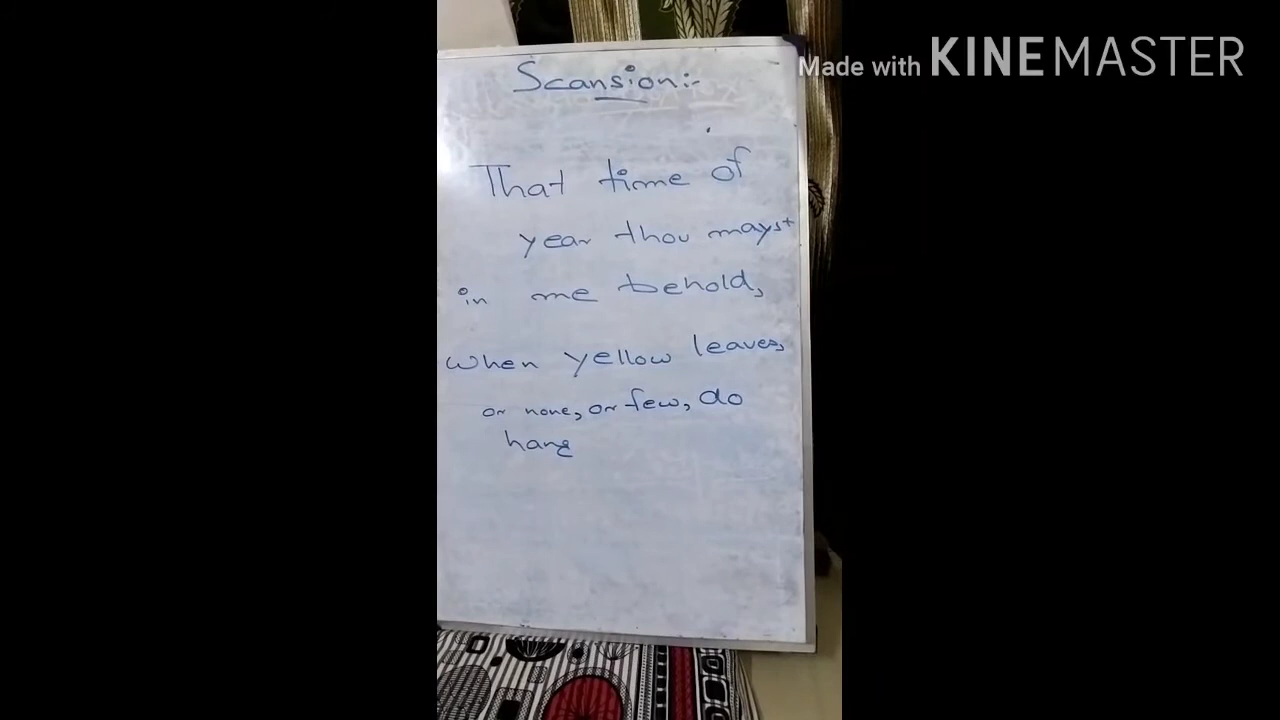 Made with KINEMASTER
Scansion:-
That time of
year thou mayst
in me behold,
when yellow leaves,
or none, or few, do
hang